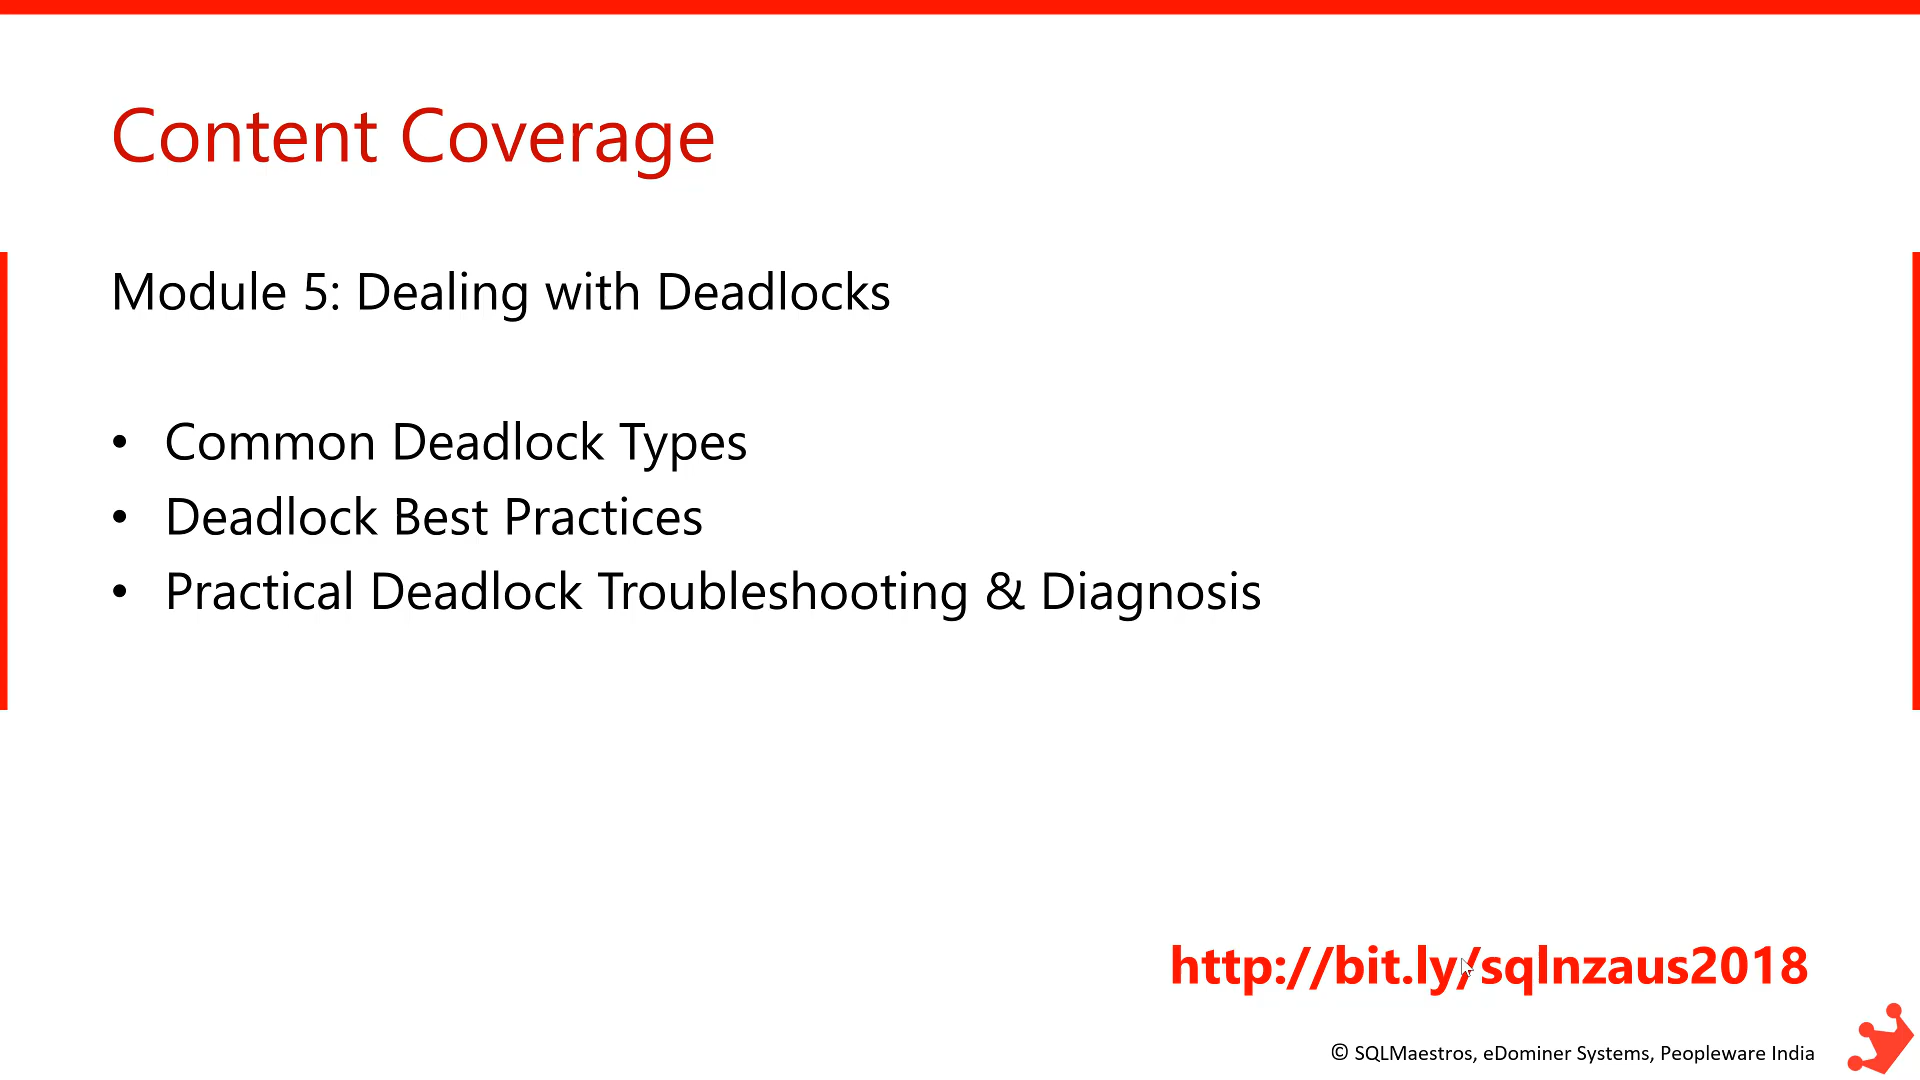 Content Coverage
Module 5: Dealing with Deadlocks
• Common Deadlock Types
• Deadlock Best Practices
• Practical Deadlock Troubleshooting & Diagnosis
http://bit.ly/sqlnzaus2018
© SQLMaestros, eDominer Systems, Peopleware India